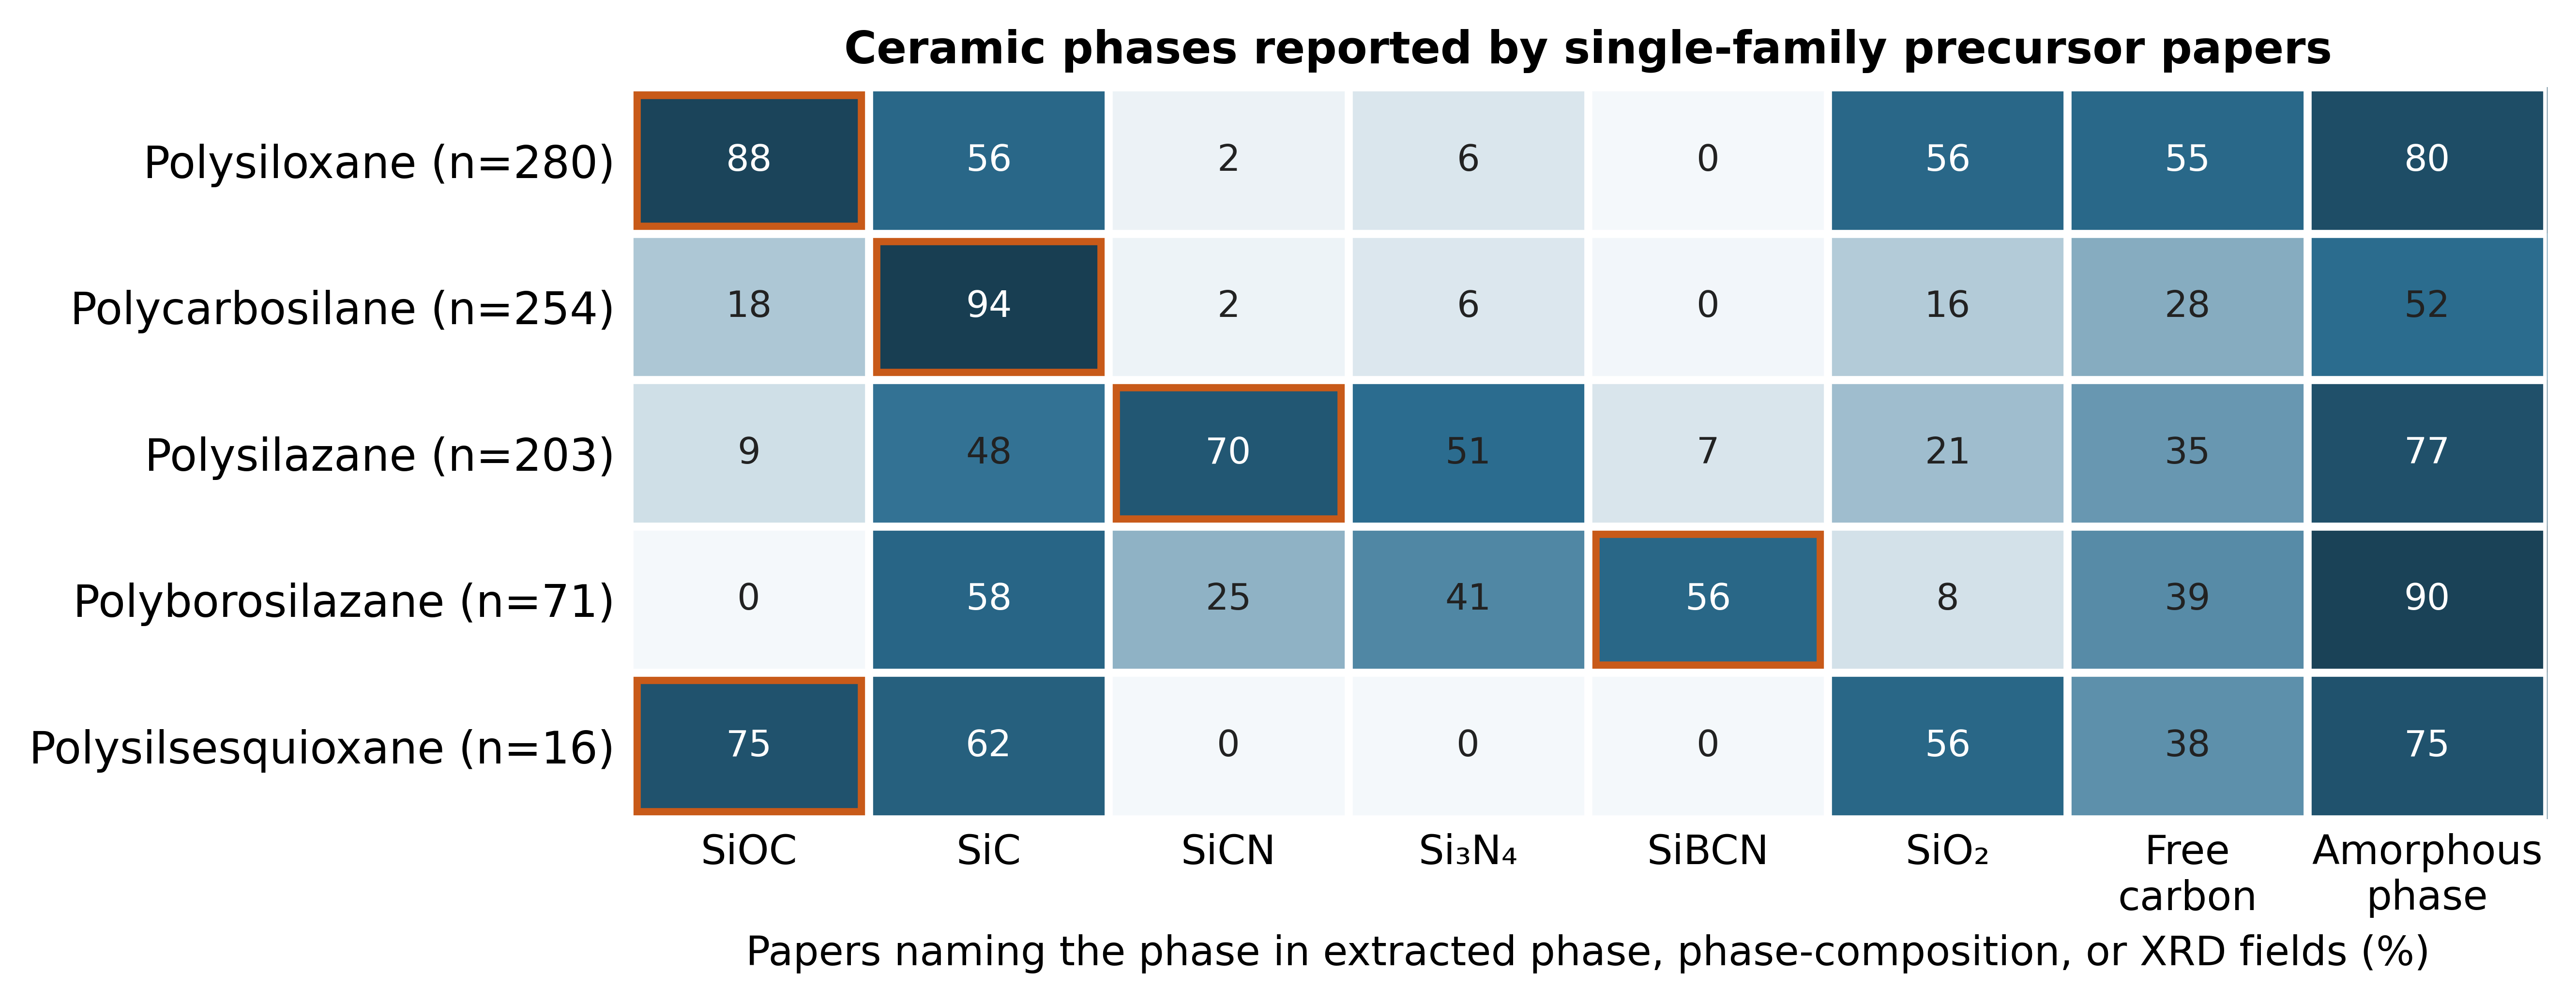 Ceramic phases reported by single-family precursor papers
Polysiloxane (n=280) 88 56 2 6 0 56 55 80
Polycarbosilane (n=254) 18 94 2 6 0 16 28 52
Polysilazane (n=203) 9 48 70 51 7 21 35 77
Polyborosilazane (n=71) 0 58 25 41 56 8 39 90
Polysilsesquioxane (n=16) 75 62 0 0 0 56 38 75
SiOC SiC SiCN Si₃N₄ SiBCN SiO₂ Free carbon Amorphous phase
Papers naming the phase in extracted phase, phase-composition, or XRD fields (%)